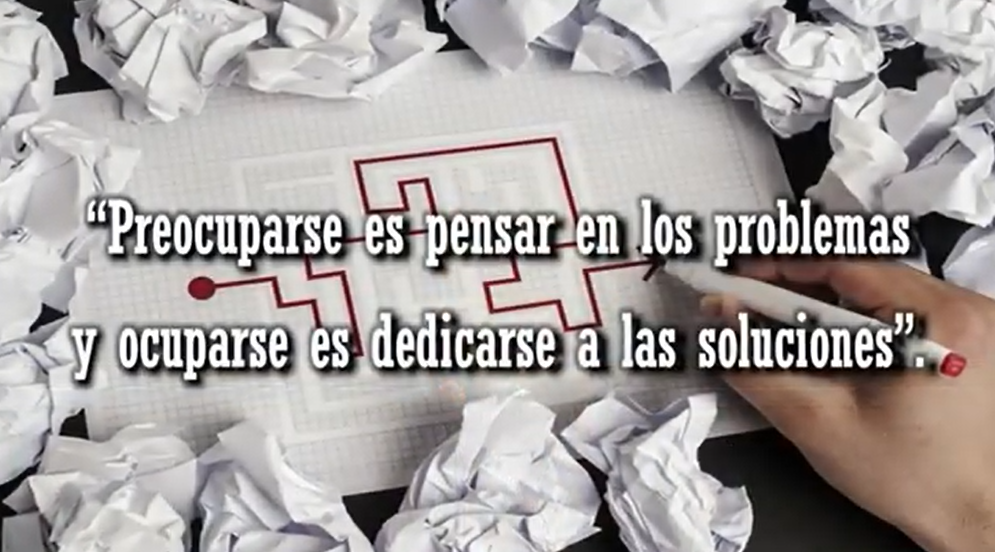 “Preocuparse es pensar en los problemas
y ocuparse es dedicarse a las soluciones”.